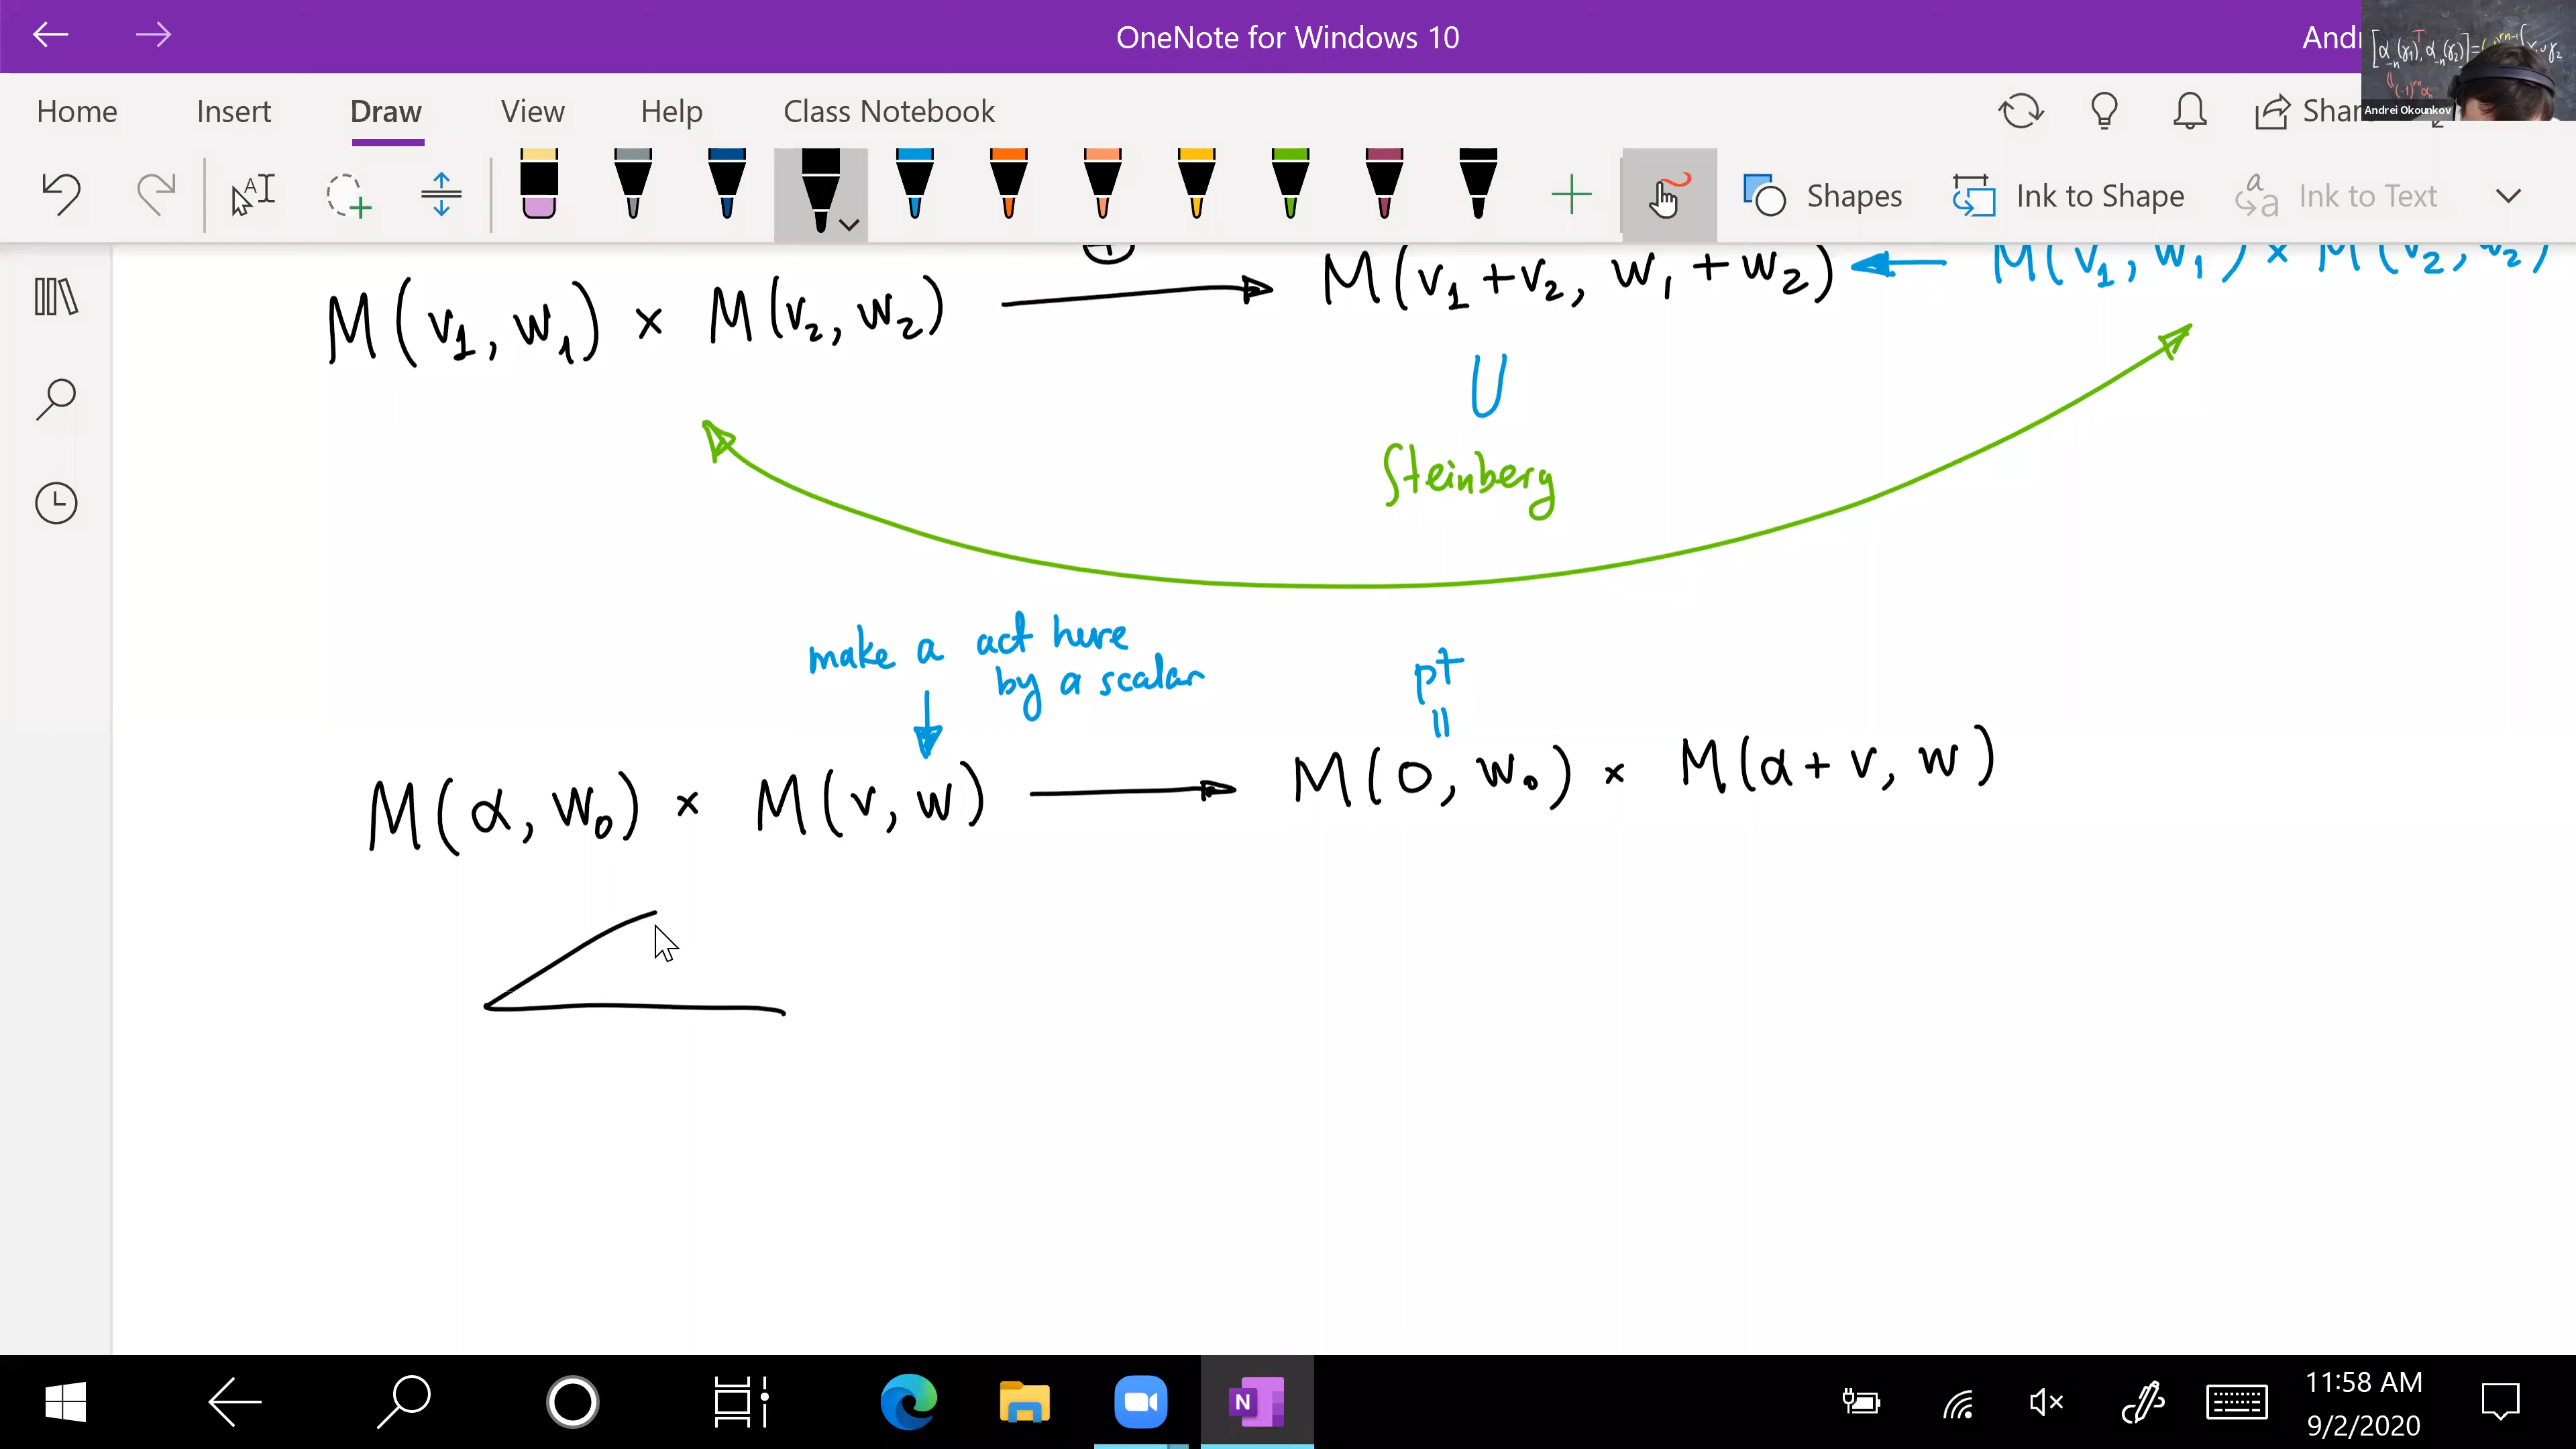 OneNote for Windows 10
Andrei Okounkov
Home Insert Draw View Help Class Notebook
Shapes Ink to Shape Ink to Text
M(v₁, w₁) × M(v₂, w₂) ⟶ M(v₁+v₂, w₁+w₂) ← M(v₁, w₁) × M(v₂, w₂)
⊕
∪
Steinberg
make a act here
by a scalar
pt
||
M(α, w₀) × M(v, w) ⟶ M(0, w₀) × M(α+v, w)
N
11:58 AM
9/2/2020